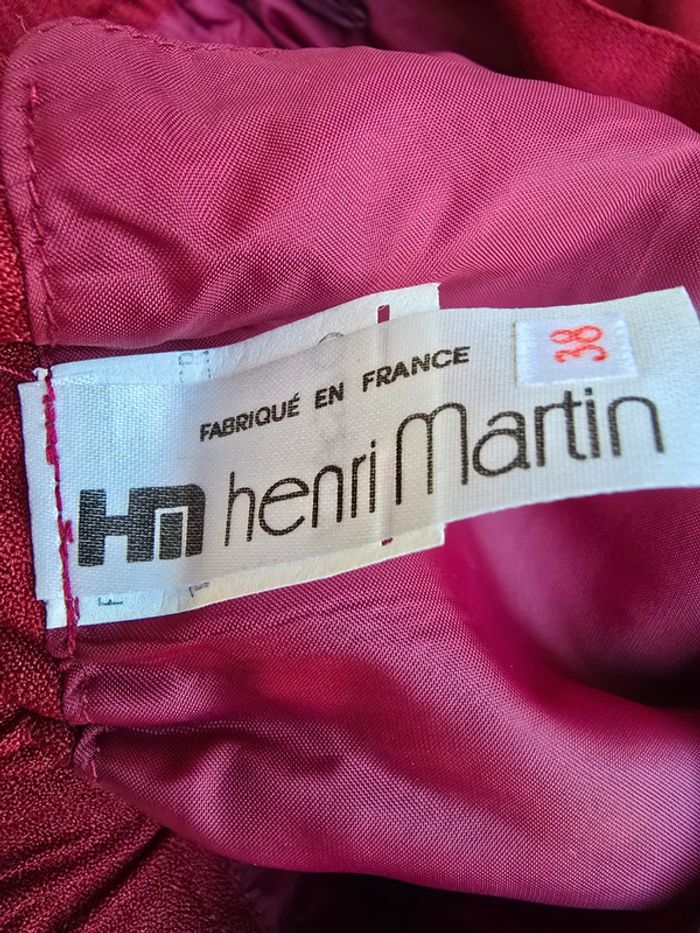 FABRIQUÉ EN FRANCE
38
HM henri Martin